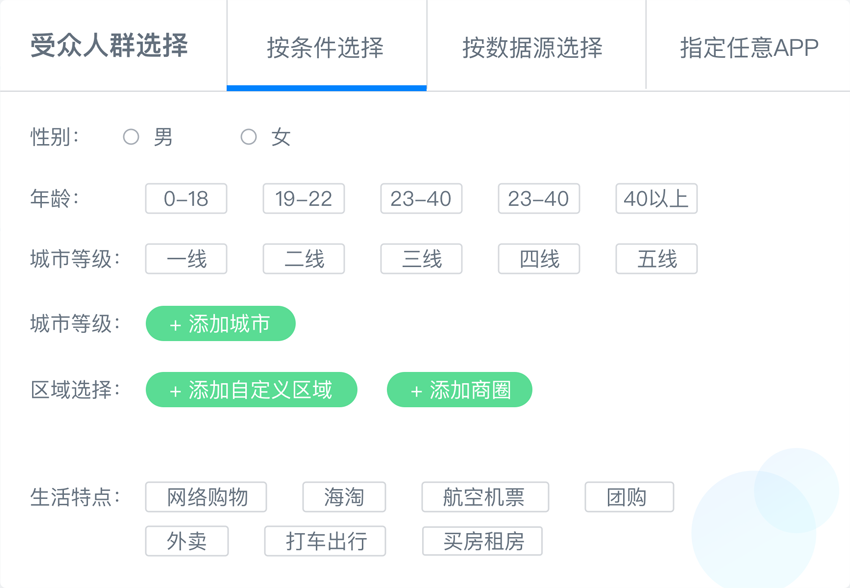 受众人群选择 按条件选择 按数据源选择 指定任意APP
性别： 男 女
年龄： 0-18 19-22 23-40 23-40 40以上
城市等级： 一线 二线 三线 四线 五线
城市等级： + 添加城市
区域选择： + 添加自定义区域 + 添加商圈
生活特点： 网络购物 海淘 航空机票 团购
外卖 打车出行 买房租房